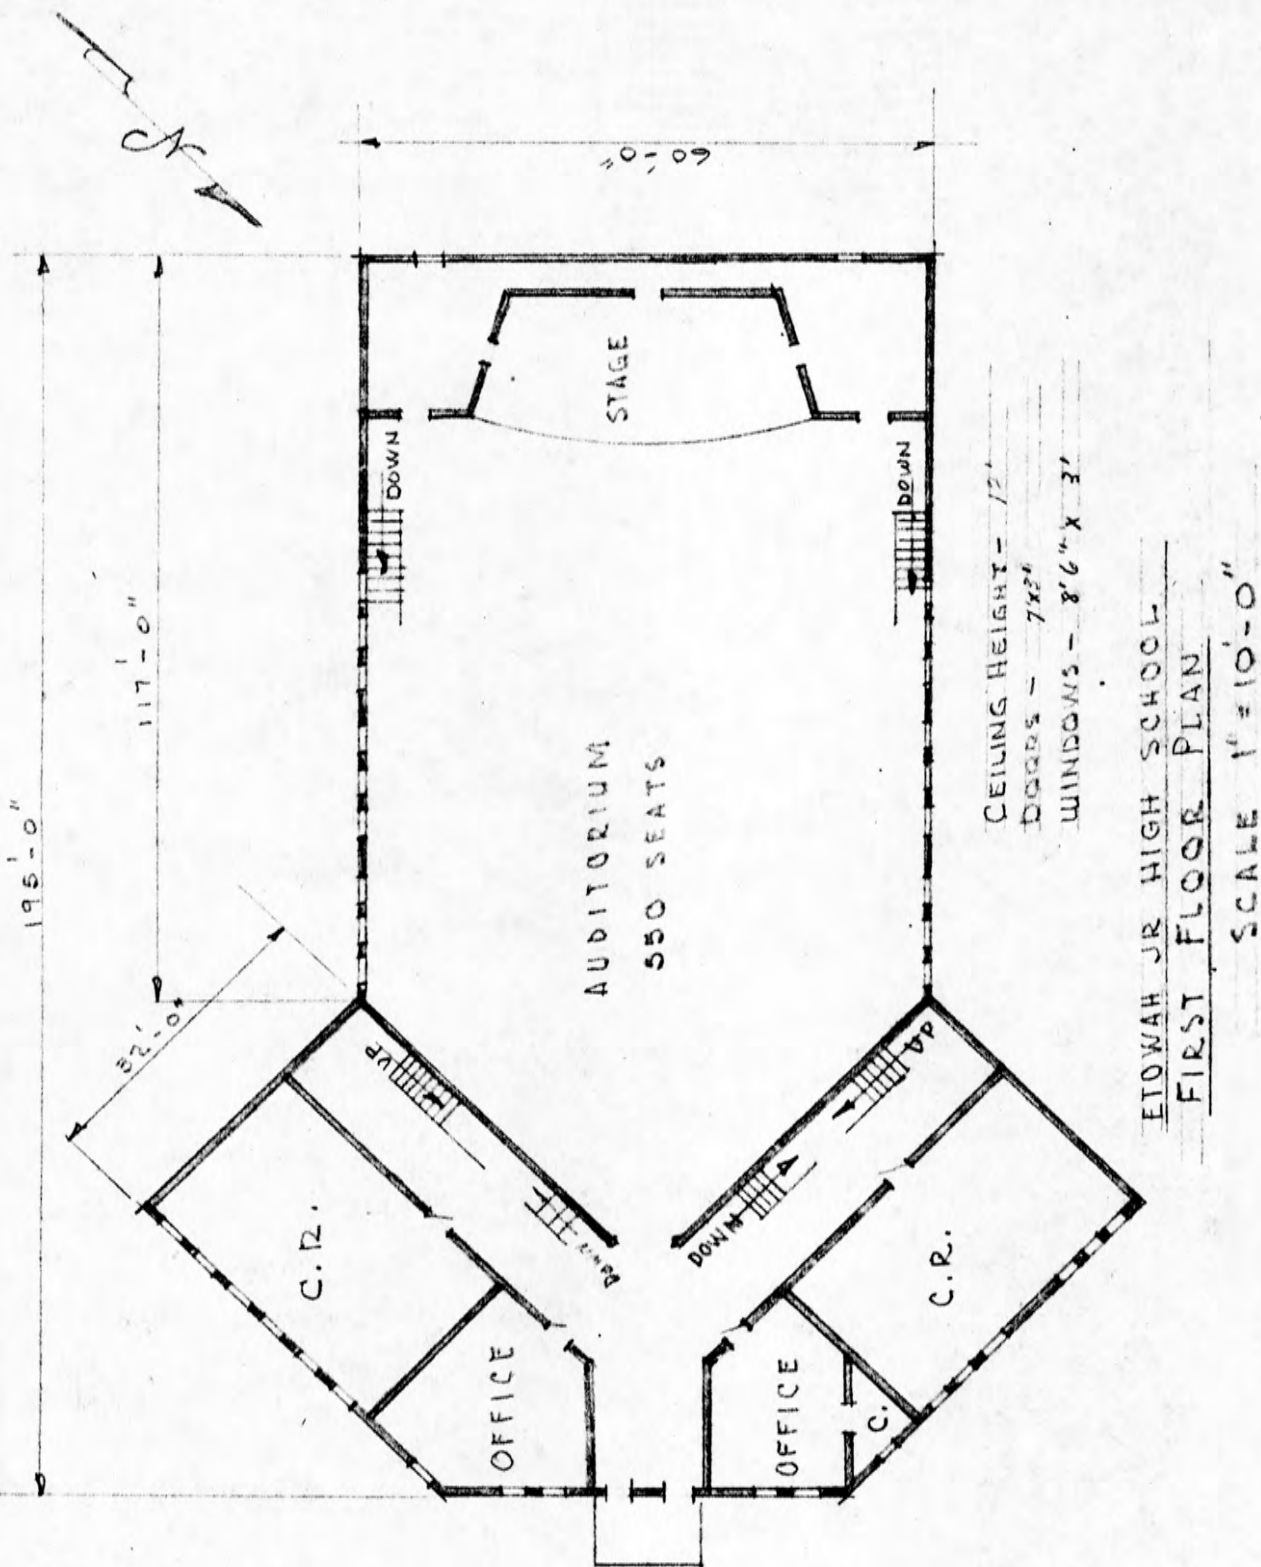 195'-0"
117'-0"
32'-0"
60'-0"
N
DOWN
DOWN
STAGE
AUDITORIUM
550 SEATS
UP
UP
DOWN
DOWN
C.R.
C.R.
OFFICE
OFFICE
C.
CEILING HEIGHT - 12'
DOORS -
WINDOWS - 8'6" X 3'
ETOWAH JR HIGH SCHOOL
FIRST FLOOR PLAN
SCALE 1" = 10'-0"